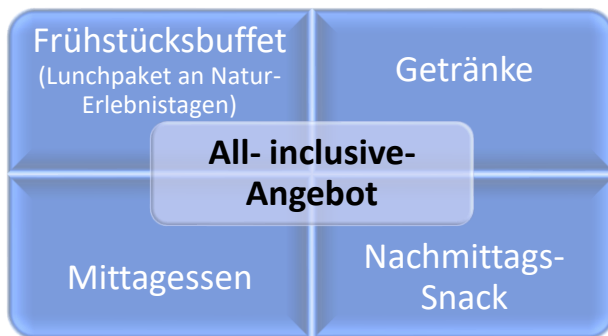 Frühstücksbuffet
(Lunchpaket an Natur-
Erlebnistagen)
Getränke
All- inclusive-
Angebot
Mittagessen
Nachmittags-
Snack